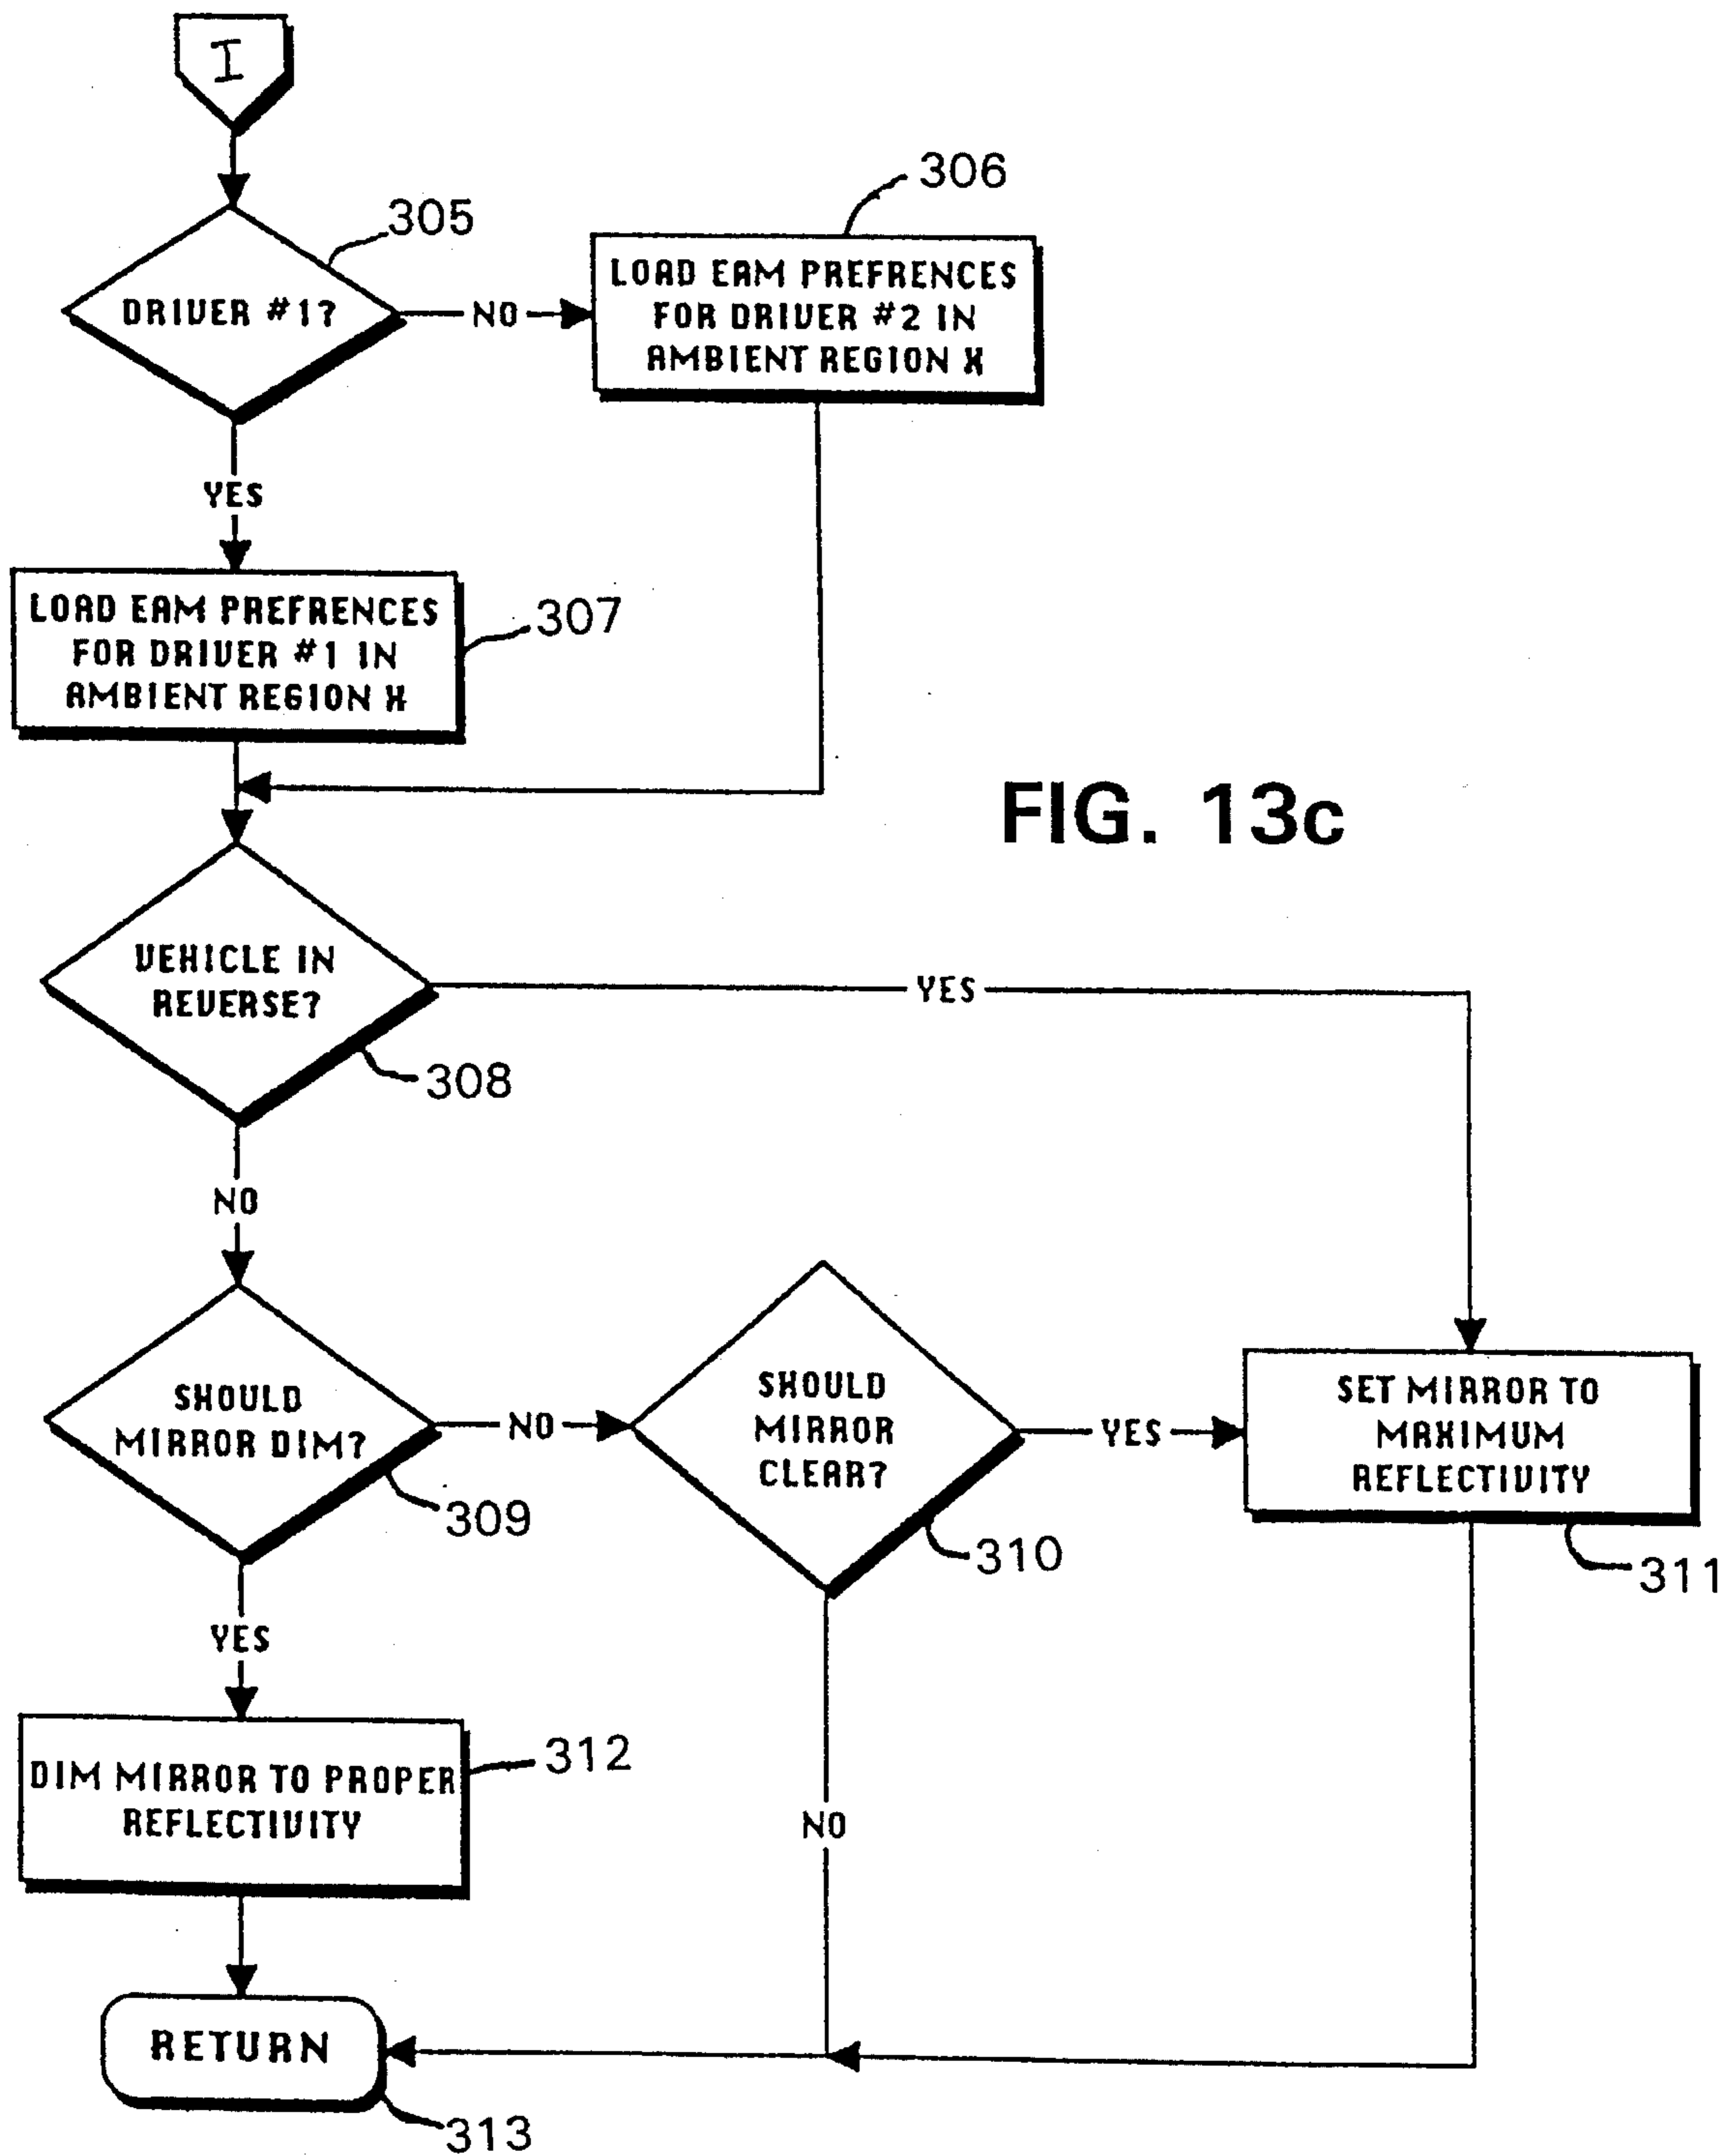 I
305
DRIVER #1?
NO
306
LOAD EAM PREFRENCES
FOR DRIVER #2 IN
AMBIENT REGION X
YES
LOAD EAM PREFRENCES
FOR DRIVER #1 IN
AMBIENT REGION X
307
FIG. 13c
VEHICLE IN
REVERSE?
308
YES
NO
SHOULD
MIRROR DIM?
309
NO
SHOULD
MIRROR
CLEAR?
310
YES
SET MIRROR TO
MAXIMUM
REFLECTIVITY
311
YES
DIM MIRROR TO PROPER
REFLECTIVITY
312
NO
RETURN
313